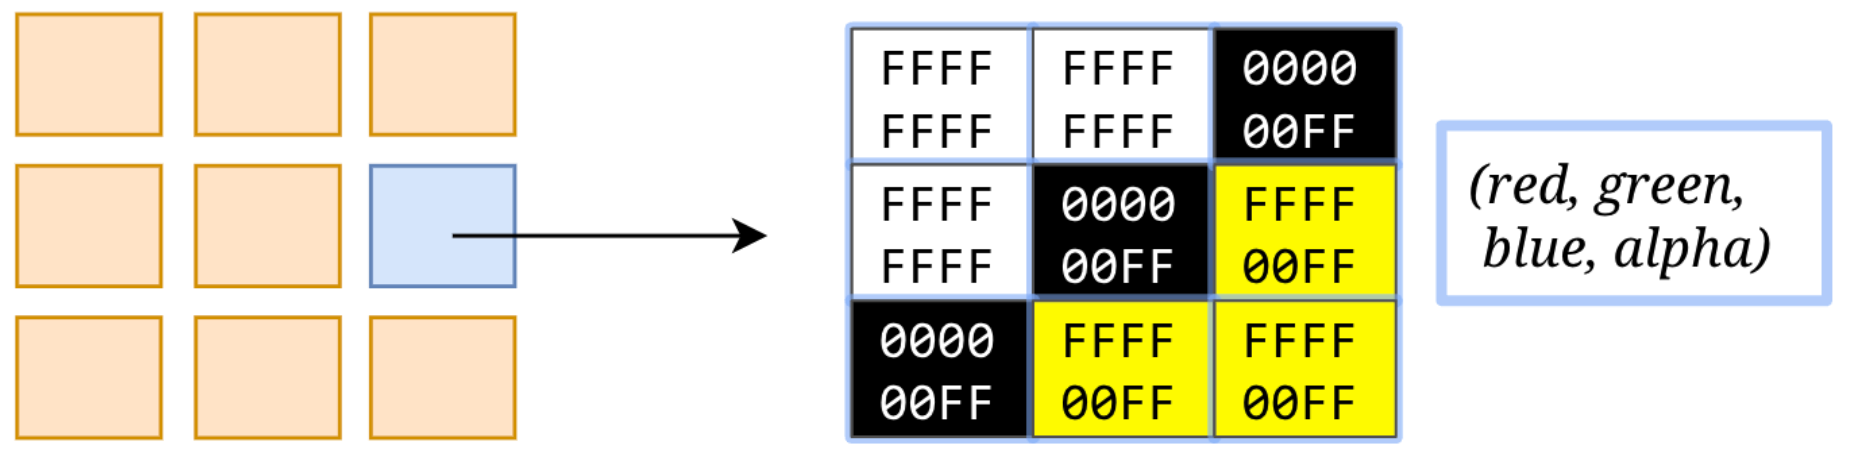 FFFF FFFF 0000
FFFF FFFF 00FF
FFFF 0000 FFFF
FFFF 00FF 00FF
0000 FFFF FFFF
00FF 00FF 00FF
(red, green,
blue, alpha)